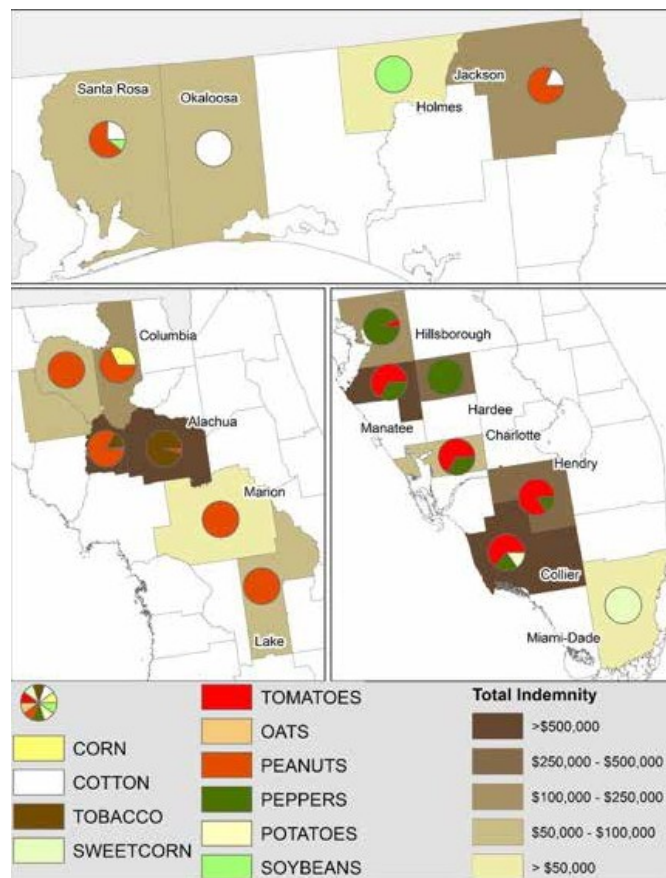 Santa Rosa
Okaloosa
Jackson
Holmes
Columbia
Alachua
Marion
Lake
Hillsborough
Hardee
Manatee
Charlotte
Hendry
Collier
Miami-Dade
CORN
COTTON
TOBACCO
SWEETCORN
TOMATOES
OATS
PEANUTS
PEPPERS
POTATOES
SOYBEANS
Total Indemnity
>$500,000
$250,000 - $500,000
$100,000 - $250,000
$50,000 - $100,000
> $50,000